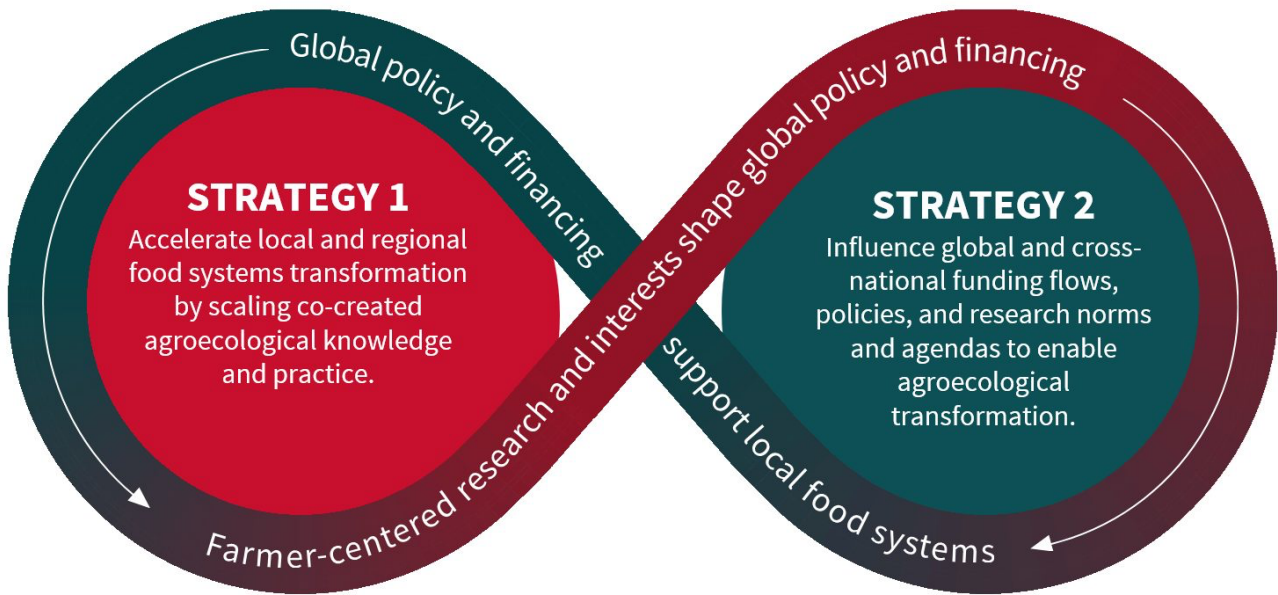 Global policy and financing support local food systems
Farmer-centered research and interests shape global policy and financing
STRATEGY 1
Accelerate local and regional
food systems transformation
by scaling co-created
agroecological knowledge
and practice.
STRATEGY 2
Influence global and cross-
national funding flows,
policies, and research norms
and agendas to enable
agroecological
transformation.